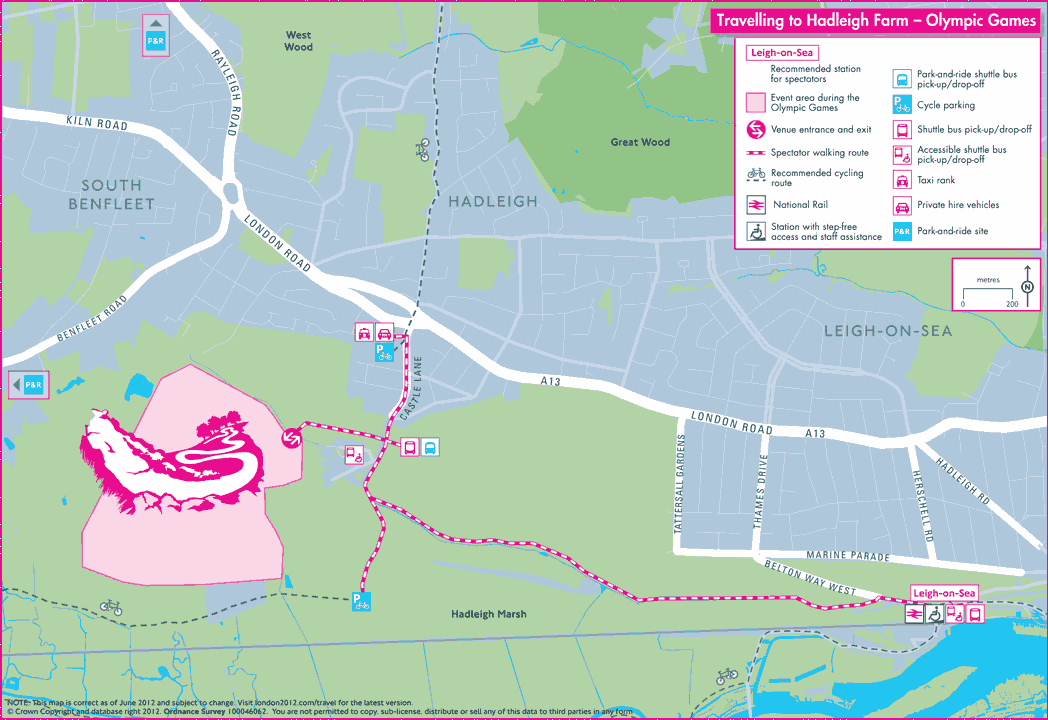 Travelling to Hadleigh Farm – Olympic Games
Leigh-on-Sea
Recommended station
for spectators
Event area during the
Olympic Games
Venue entrance and exit
Spectator walking route
Recommended cycling
route
National Rail
Station with step-free
access and staff assistance
Park-and-ride shuttle bus
pick-up/drop-off
P
Cycle parking
Shuttle bus pick-up/drop-off
Accessible shuttle bus
pick-up/drop-off
Taxi rank
Private hire vehicles
P&R
Park-and-ride site
metres
0 200
N
P&R
West
Wood
RAYLEIGH ROAD
KILN ROAD
Great Wood
SOUTH
BENFLEET
HADLEIGH
LONDON ROAD
BENFLEET ROAD
LEIGH-ON-SEA
P
P&R
CASTLE LANE
A13
LONDON ROAD
A13
TATTERSALL GARDENS
THAMES DRIVE
HERSCHELL RD
HADLEIGH RD
MARINE PARADE
BELTON WAY WEST
Leigh-on-Sea
P
Hadleigh Marsh
NOTE: This map is correct as of June 2012 and subject to change. Visit london2012.com/travel for the latest version.
© Crown Copyright and database right 2012. Ordnance Survey 100046062. You are not permitted to copy, sub-license, distribute or sell any of this data to third parties in any form